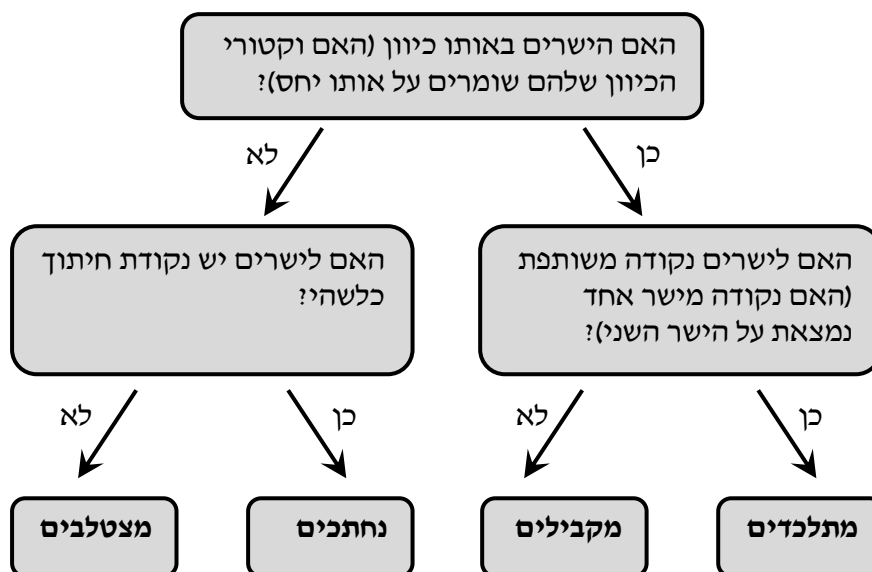 האם הישרים באותו כיוון (האם וקטורי
הכיוון שלהם שומרים על אותו יחס)?
כן
לא
האם לישרים נקודה משותפת
(האם נקודה מישר אחד
נמצאת על הישר השני)?
האם לישרים יש נקודת חיתוך
כלשהי?
כן
לא
כן
לא
מתלכדים
מקבילים
נחתכים
מצטלבים